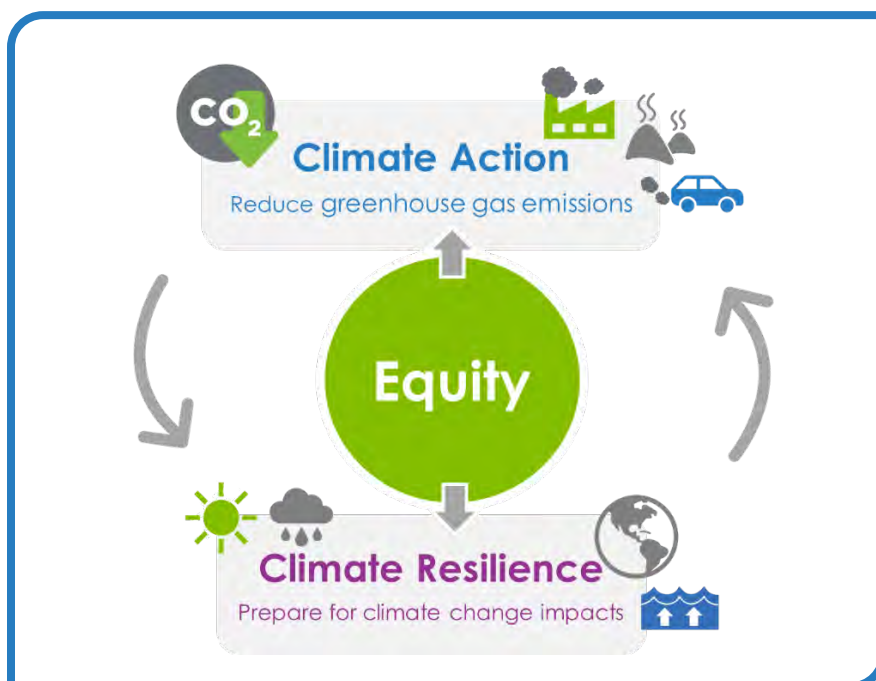 CO₂
Climate Action
Reduce greenhouse gas emissions
Equity
Climate Resilience
Prepare for climate change impacts